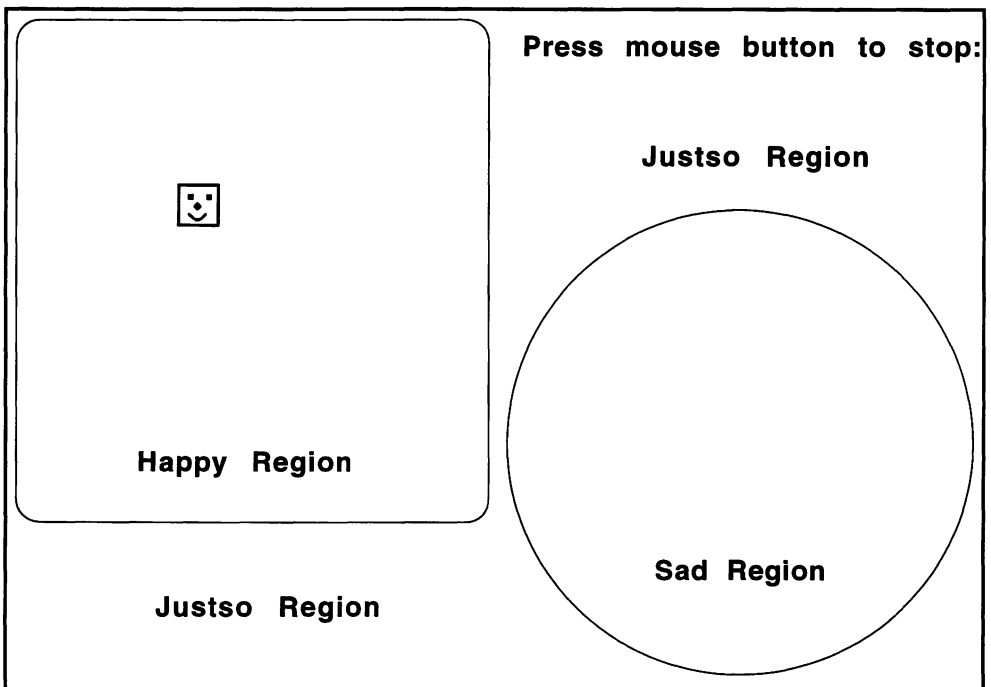 Press mouse button to stop:
Justso Region
Happy Region
Sad Region
Justso Region